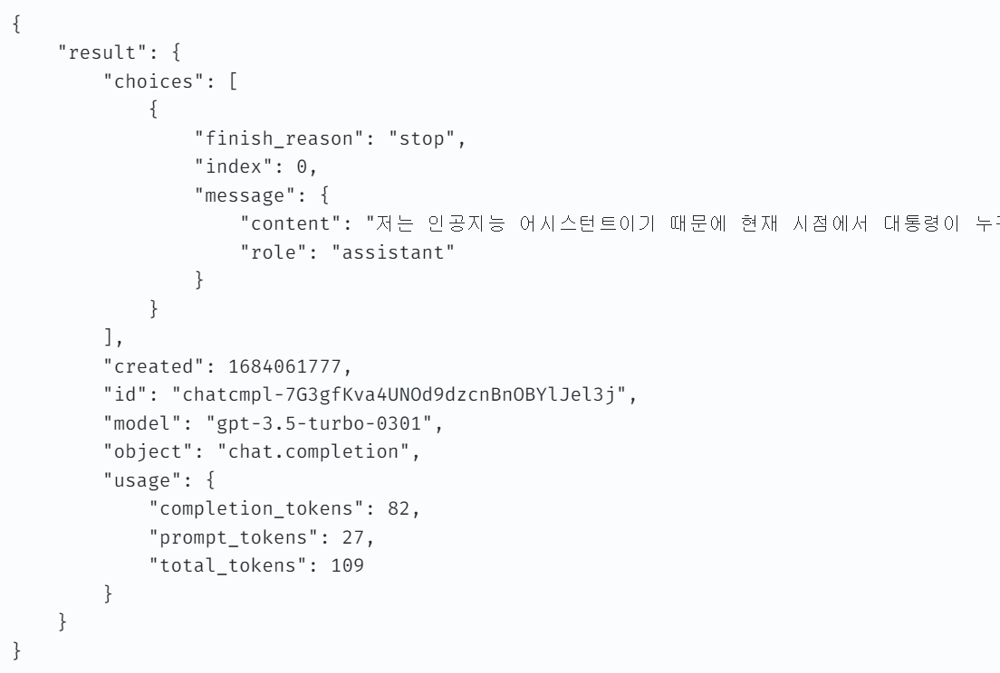 {
    "result": {
        "choices": [
            {
                "finish_reason": "stop",
                "index": 0,
                "message": {
                    "content": "저는 인공지능 어시스턴트이기 때문에 현재 시점에서 대통령이
                    "role": "assistant"
                }
            }
        ],
        "created": 1684061777,
        "id": "chatcmpl-7G3gfKva4UNOd9dzcnBnOBYlJel3j",
        "model": "gpt-3.5-turbo-0301",
        "object": "chat.completion",
        "usage": {
            "completion_tokens": 82,
            "prompt_tokens": 27,
            "total_tokens": 109
        }
    }
}